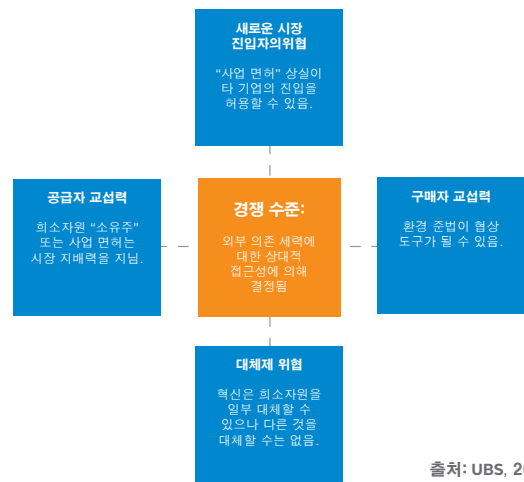 새로운 시장
진입자의위협
“사업 면허” 상실이
타 기업의 진입을
허용할 수 있음.
공급자 교섭력
희소자원 “소유주”
또는 사업 면허는
시장 지배력을 지님.
경쟁 수준:
외부 의존 세력에
대한 상대적
접근성에 의해
결정됨
구매자 교섭력
환경 준법이 협상
도구가 될 수 있음.
대체제 위협
혁신은 희소자원을
일부 대체할 수
있으나 다른 것을
대체할 수는 없음.
출처: UBS, 20